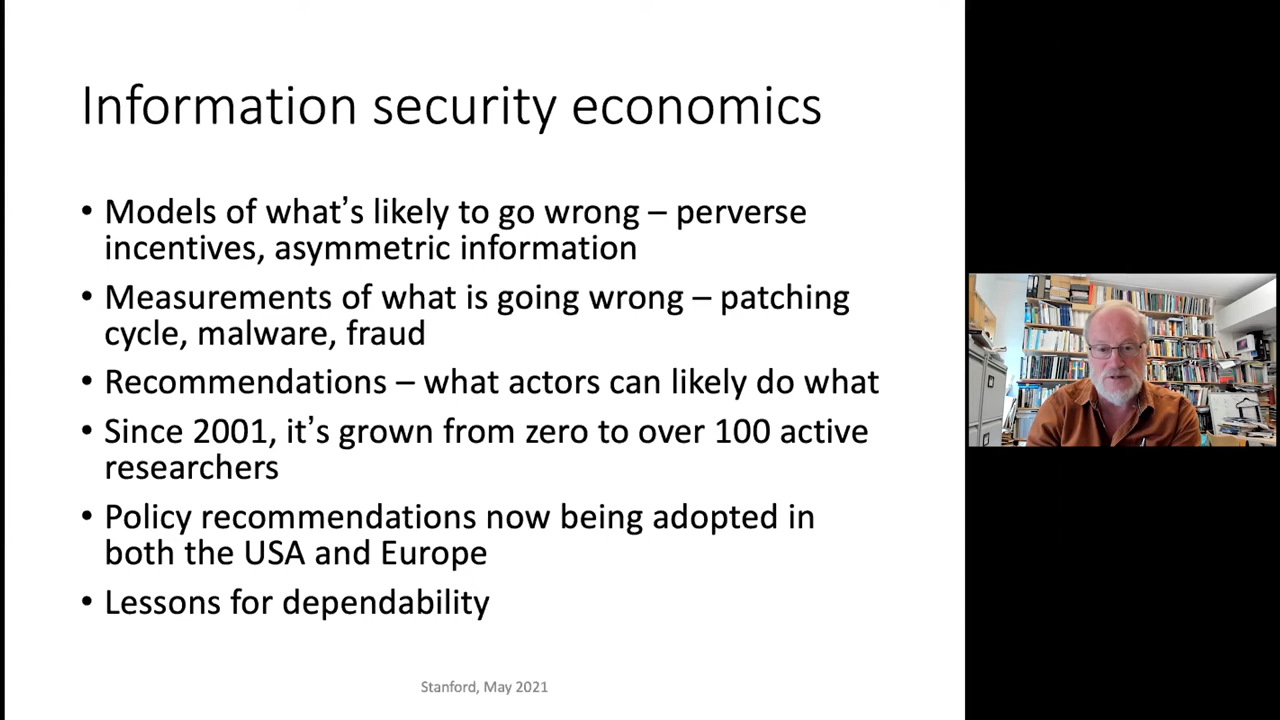 Information security economics
• Models of what’s likely to go wrong – perverse
incentives, asymmetric information
• Measurements of what is going wrong – patching
cycle, malware, fraud
• Recommendations – what actors can likely do what
• Since 2001, it’s grown from zero to over 100 active
researchers
• Policy recommendations now being adopted in
both the USA and Europe
• Lessons for dependability
Stanford, May 2021